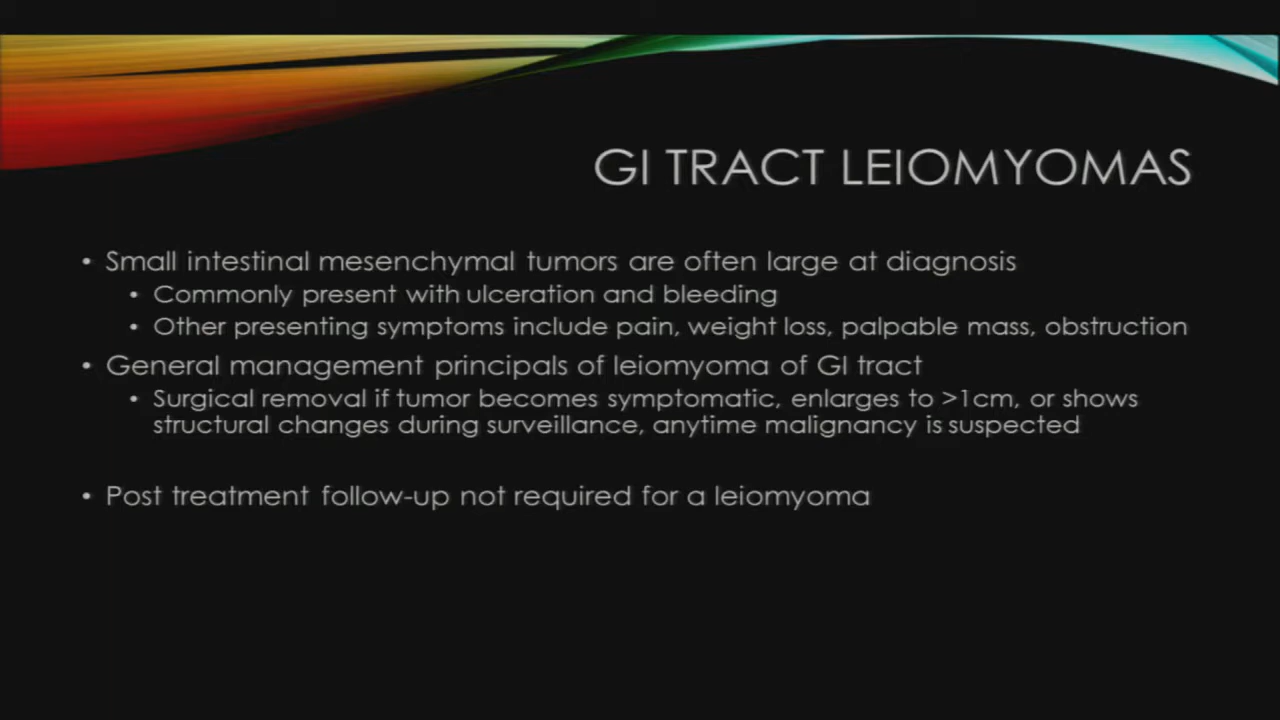 GI TRACT LEIOMYOMAS
• Small intestinal mesenchymal tumors are often large at diagnosis
• Commonly present with ulceration and bleeding
• Other presenting symptoms include pain, weight loss, palpable mass, obstruction
• General management principals of leiomyoma of GI tract
• Surgical removal if tumor becomes symptomatic, enlarges to >1cm, or shows
structural changes during surveillance, anytime malignancy is suspected
• Post treatment follow-up not required for a leiomyoma